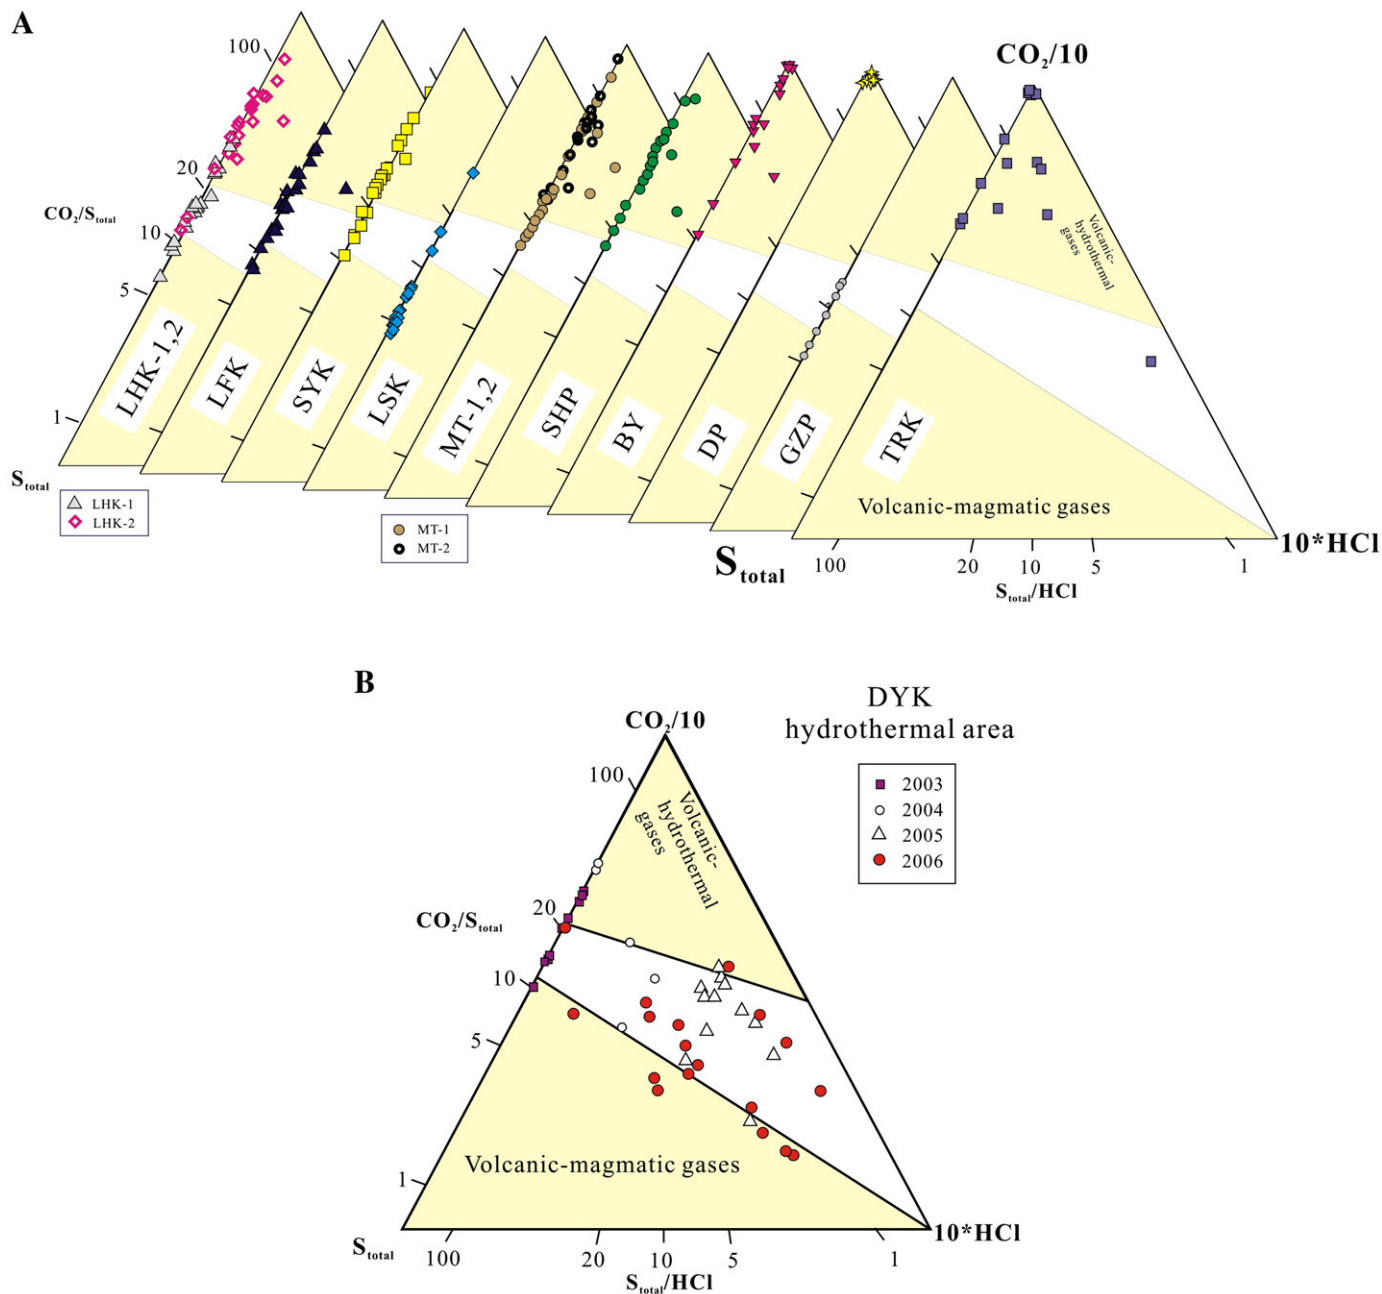 A
100
20
CO2/Stotal
10
5
1
Stotal
LHK-1,2
LFK
SYK
LSK
MT-1,2
SHP
BY
DP
GZP
TRK
CO2/10
Volcanic-
hydrothermal
gases
Volcanic-magmatic gases
10*HCl
Stotal
100
20
10
5
1
Stotal/HCl
LHK-1
LHK-2
MT-1
MT-2
B
DYK
hydrothermal area
2003
2004
2005
2006
CO2/10
100
Volcanic-
hydrothermal
gases
20
CO2/Stotal
10
5
1
Volcanic-magmatic gases
Stotal
10*HCl
100
20
10
5
1
Stotal/HCl